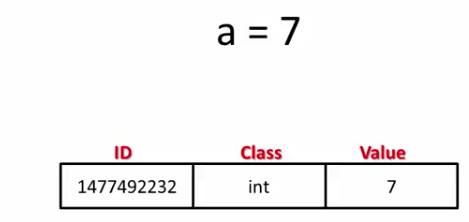 a = 7
ID Class Value
1477492232 int 7